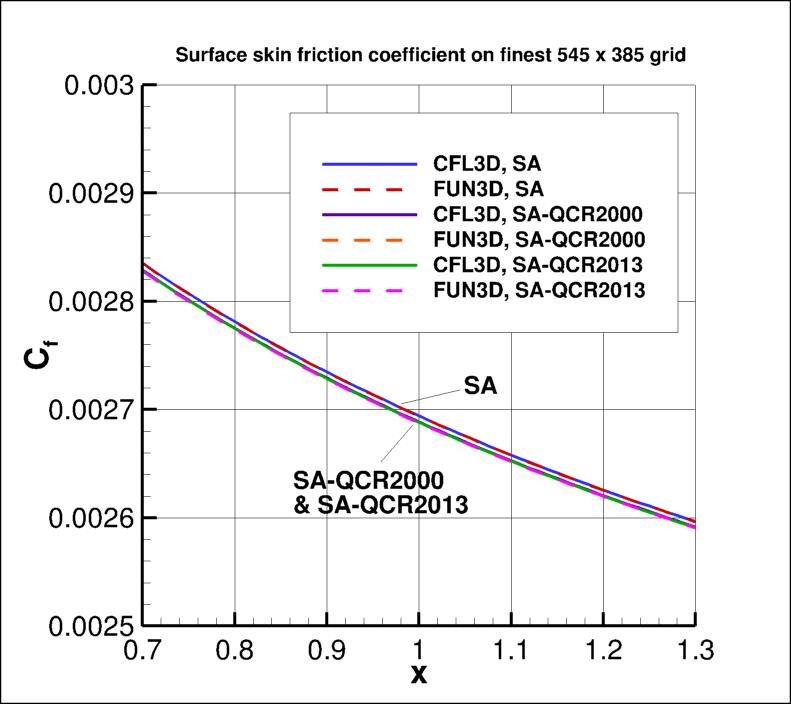 Surface skin friction coefficient on finest 545 x 385 grid
0.003
0.0029
0.0028
0.0027
0.0026
0.0025
Cf
CFL3D, SA
FUN3D, SA
CFL3D, SA-QCR2000
FUN3D, SA-QCR2000
CFL3D, SA-QCR2013
FUN3D, SA-QCR2013
SA
SA-QCR2000
& SA-QCR2013
0.7 0.8 0.9 1 1.1 1.2 1.3
x